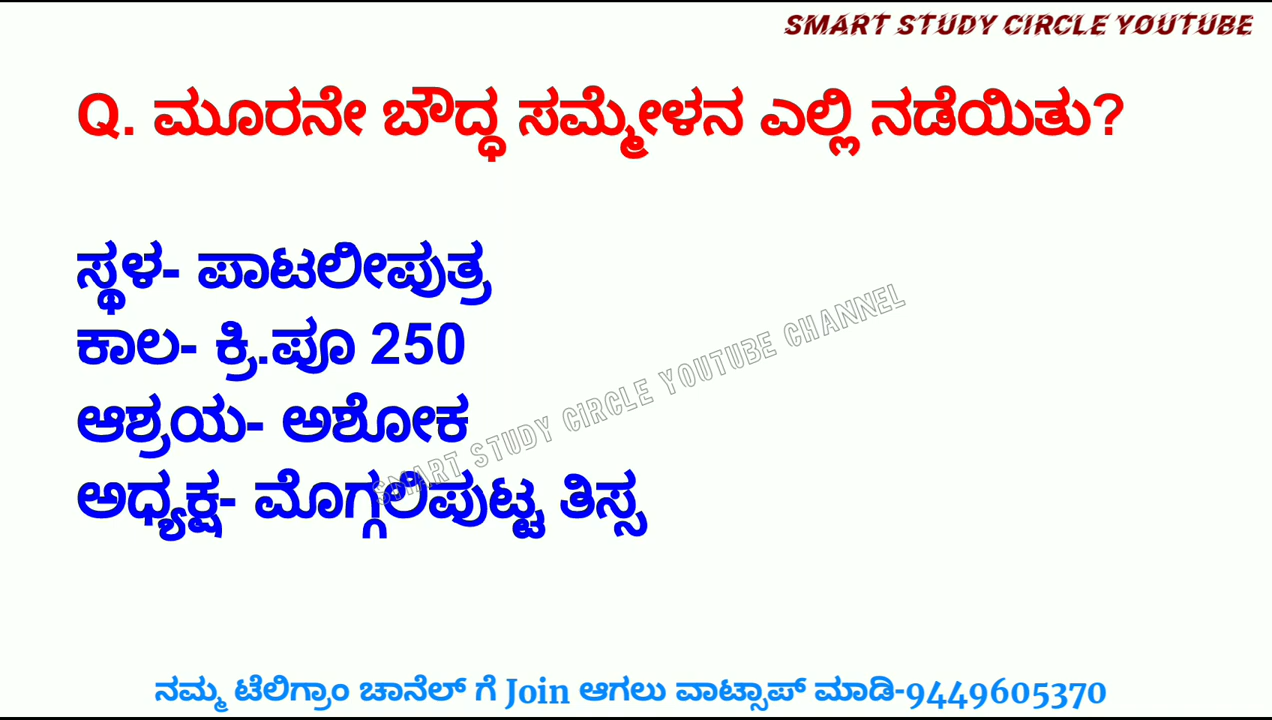 SMART STUDY CIRCLE YOUTUBE
Q. ಮೂರನೇ ಬೌದ್ಧ ಸಮ್ಮೇಳನ ಎಲ್ಲಿ ನಡೆಯಿತು?
ಸ್ಥಳ- ಪಾಟಲೀಪುತ್ರ
ಕಾಲ- ಕ್ರಿ.ಪೂ 250
ಆಶ್ರಯ- ಅಶೋಕ
ಅಧ್ಯಕ್ಷ- ಮೊಗ್ಗಲಿಪುಟ್ಟ ತಿಸ್ಸ
SMART STUDY CIRCLE YOUTUBE CHANNEL
ನಮ್ಮ ಟೆಲಿಗ್ರಾಂ ಚಾನೆಲ್ ಗೆ Join ಆಗಲು ವಾಟ್ಸಾಪ್ ಮಾಡಿ-9449605370